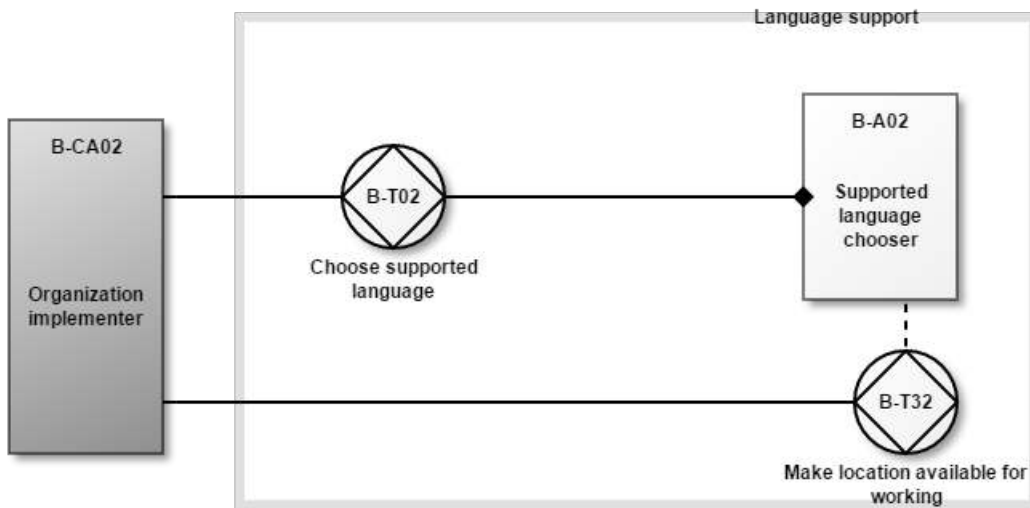 Language support
B-CA02
Organization
implementer
B-T02
Choose supported
language
B-A02
Supported
language
chooser
B-T32
Make location available for
working